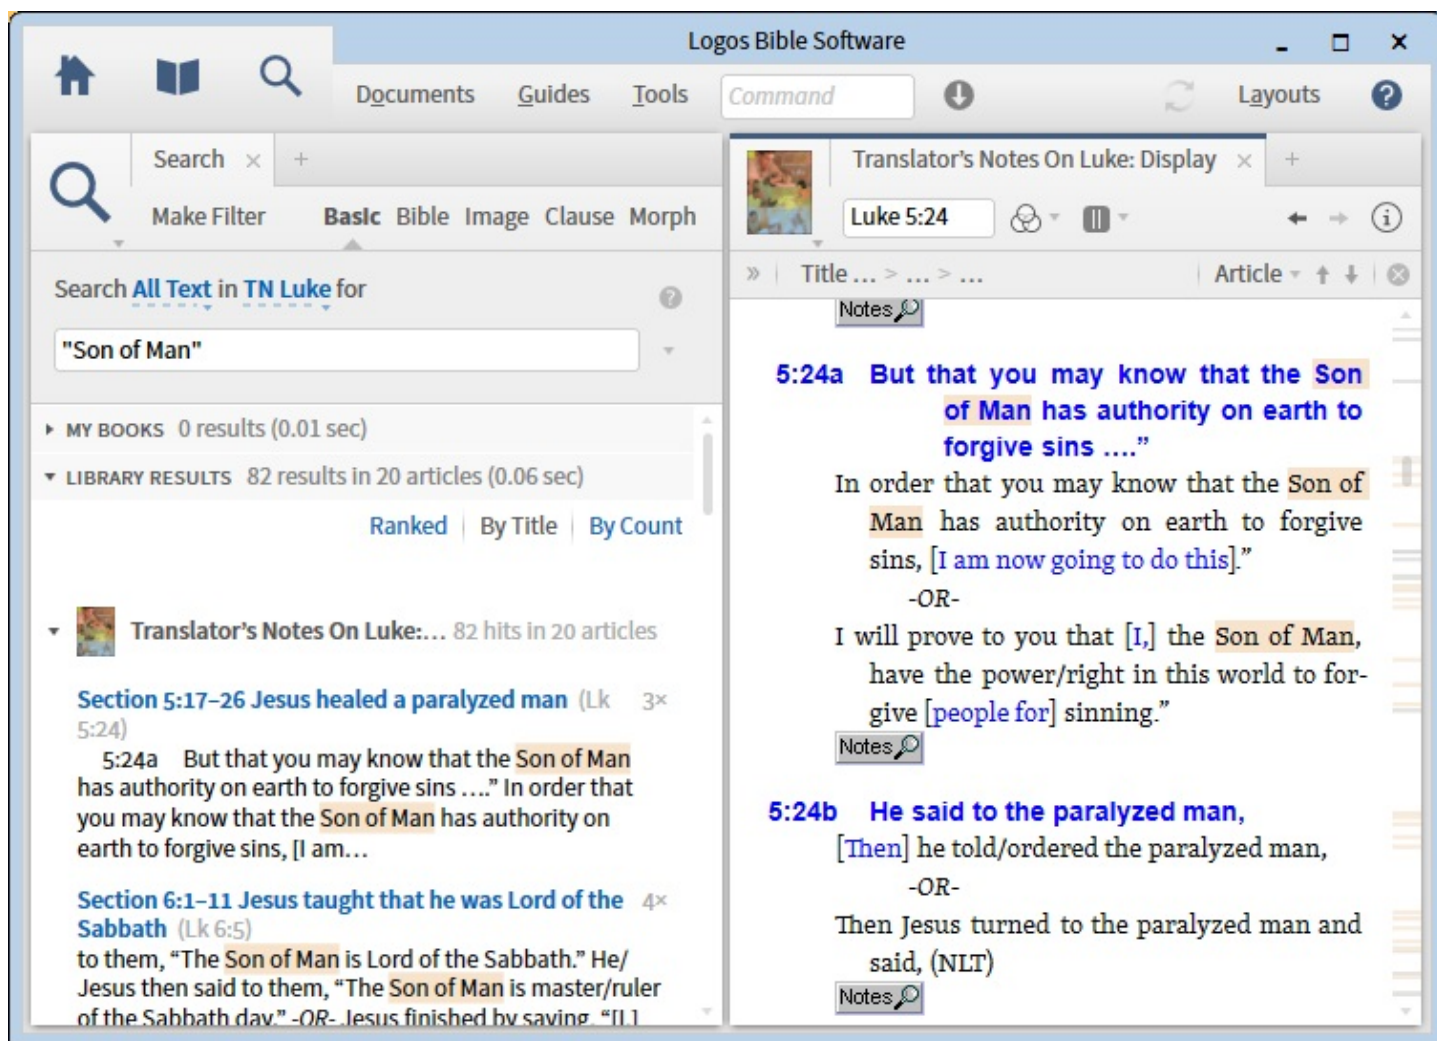 Logos Bible Software
Documents Guides Tools Command Layouts
Search
Make Filter Basic Bible Image Clause Morph
Search All Text in TN Luke for
"Son of Man"
MY BOOKS 0 results (0.01 sec)
LIBRARY RESULTS 82 results in 20 articles (0.06 sec)
Ranked By Title By Count
Translator's Notes On Luke:... 82 hits in 20 articles
Section 5:17–26 Jesus healed a paralyzed man (Lk 3×
5:24)
5:24a But that you may know that the Son of Man
has authority on earth to forgive sins ….” In order that
you may know that the Son of Man has authority on
earth to forgive sins, [I am…
Section 6:1–11 Jesus taught that he was Lord of the 4×
Sabbath (Lk 6:5)
to them, “The Son of Man is Lord of the Sabbath.” He/
Jesus then said to them, “The Son of Man is master/ruler
of the Sabbath day.” -OR- Jesus finished by saying, “[I,]
Translator's Notes On Luke: Display
Luke 5:24
Title ... > ... > ... Article
Notes
5:24a But that you may know that the Son
of Man has authority on earth to
forgive sins ….”
In order that you may know that the Son of
Man has authority on earth to forgive
sins, [I am now going to do this].”
-OR-
I will prove to you that [I,] the Son of Man,
have the power/right in this world to for-
give [people for] sinning.”
Notes
5:24b He said to the paralyzed man,
[Then] he told/ordered the paralyzed man,
-OR-
Then Jesus turned to the paralyzed man and
said, (NLT)
Notes